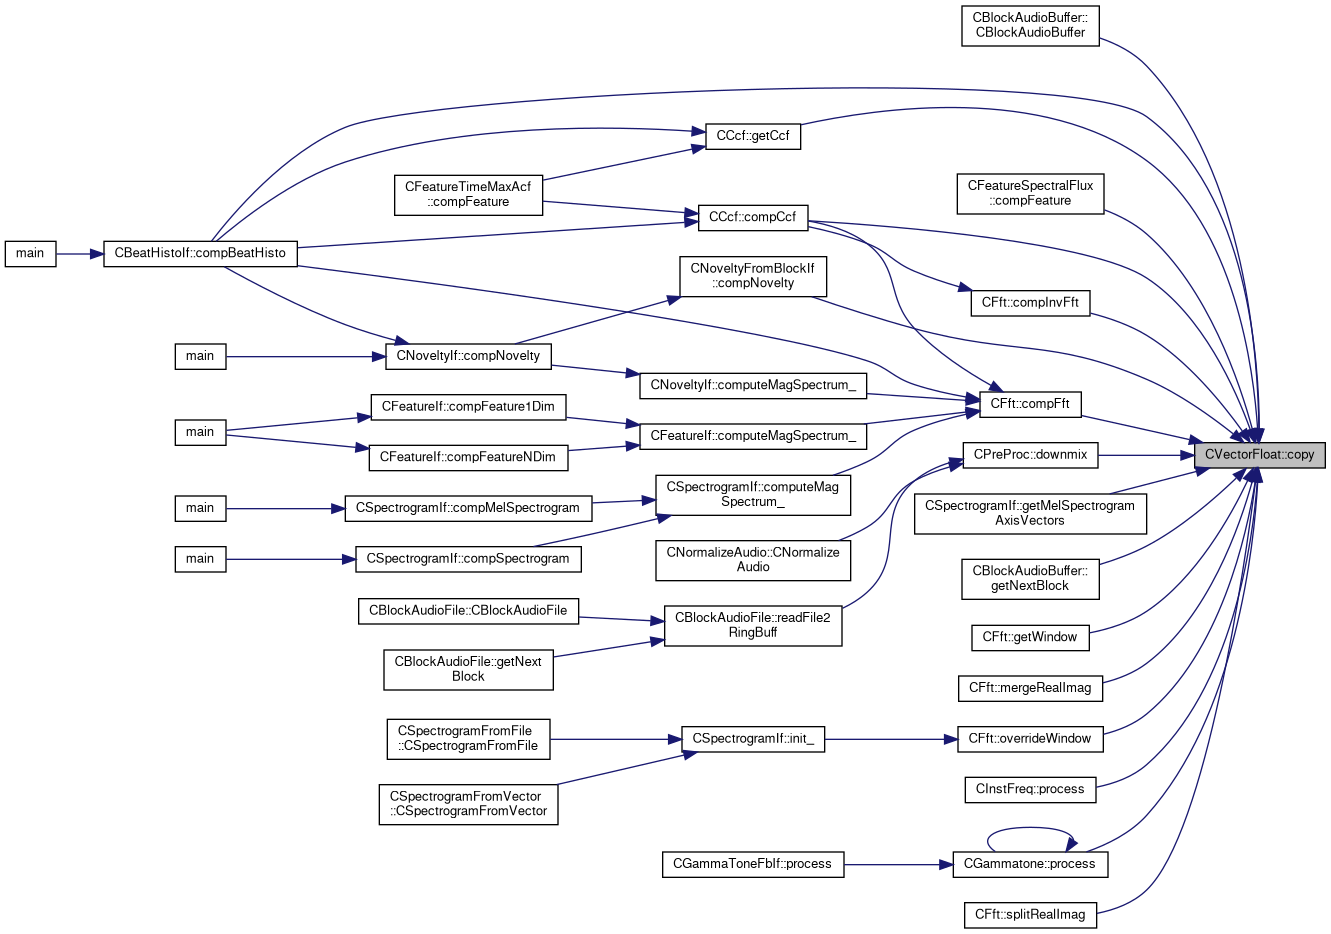 CBlockAudioBuffer::
CBlockAudioBuffer
CCcf::getCcf
CFeatureTimeMaxAcf
::compFeature
CFeatureSpectralFlux
::compFeature
CCcf::compCcf
main
CBeatHistoIf::compBeatHisto
CNoveltyFromBlockIf
::compNovelty
CFft::compInvFft
main
CNoveltyIf::compNovelty
CNoveltyIf::computeMagSpectrum_
CFft::compFft
CFeatureIf::compFeature1Dim
main
CFeatureIf::computeMagSpectrum_
CFeatureIf::compFeatureNDim
CPreProc::downmix
CVectorFloat::copy
CSpectrogramIf::computeMag
Spectrum_
main
CSpectrogramIf::compMelSpectrogram
CSpectrogramIf::getMelSpectrogram
AxisVectors
main
CSpectrogramIf::compSpectrogram
CNormalizeAudio::CNormalize
Audio
CBlockAudioBuffer::
getNextBlock
CBlockAudioFile::CBlockAudioFile
CBlockAudioFile::readFile2
RingBuff
CFft::getWindow
CBlockAudioFile::getNext
Block
CFft::mergeRealImag
CSpectrogramFromFile
::CSpectrogramFromFile
CSpectrogramIf::init_
CFft::overrideWindow
CSpectrogramFromVector
::CSpectrogramFromVector
CInstFreq::process
CGammaToneFbIf::process
CGammatone::process
CFft::splitRealImag